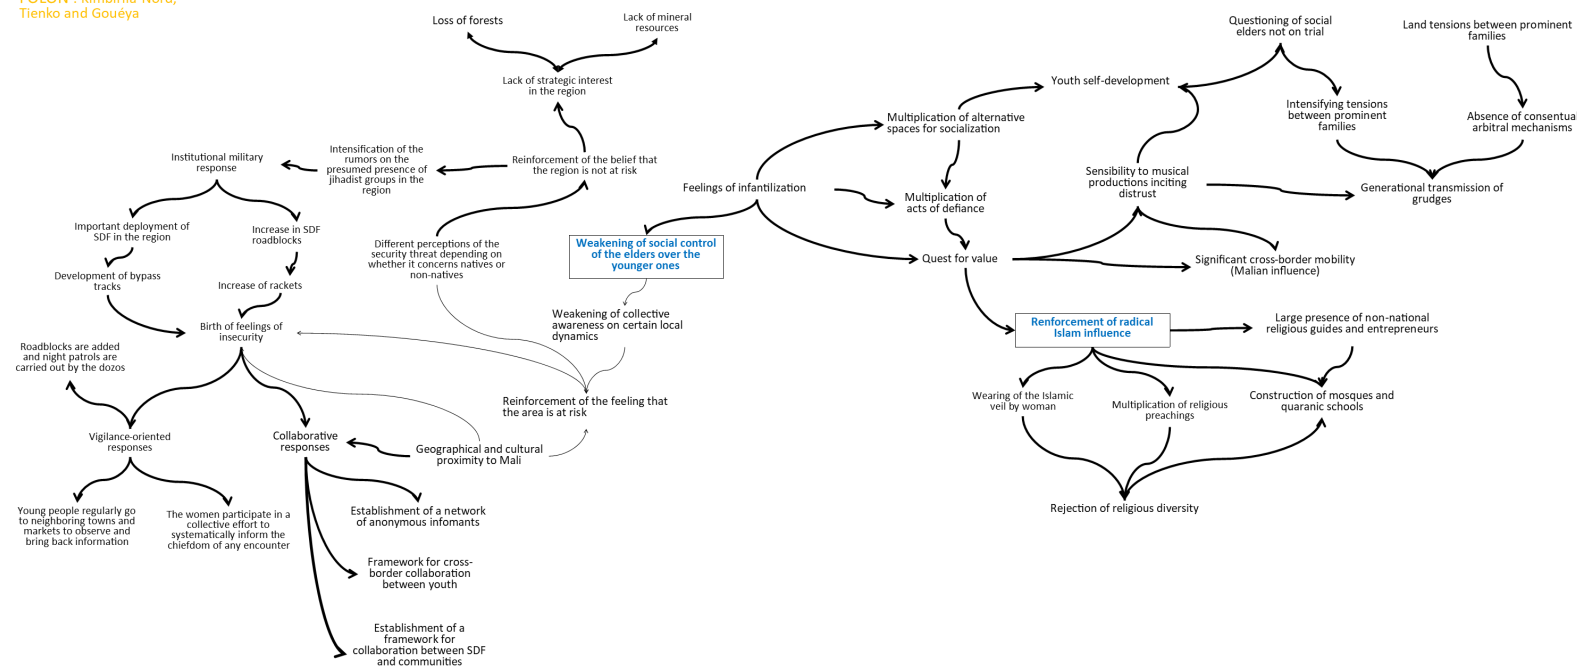 FOLON : Kimbirila-Nord,
Tienko and Gouéya
Loss of forests
Lack of mineral
resources
Lack of strategic interest
in the region
Institutional military
response
Intensification of the
rumors on the
presumed presence of
jihadist groups in the
region
Reinforcement of the belief that
the region is not at risk
Important deployment of
SDF in the region
Increase in SDF
roadblocks
Different perceptions of the
security threat depending on
whether it concerns natives or
non-natives
Development of bypass
tracks
Increase of rackets
Birth of feelings of
insecurity
Roadblocks are added
and night patrols are
carried out by the dozos
Vigilance-oriented
responses
Collaborative
responses
Geographical and cultural
proximity to Mali
Reinforcement of the feeling that
the area is at risk
Young people regularly go
to neighboring towns and
markets to observe and
bring back information
The women participate in a
collective effort to
systematically inform the
chiefdom of any encounter
Establishment of a network
of anonymous infomants
Framework for cross-
border collaboration
between youth
Establishment of a
framework for
collaboration between SDF
and communities
Weakening of social control
of the elders over the
younger ones
Weakening of collective
awareness on certain local
dynamics
Feelings of infantilization
Multiplication of alternative
spaces for socialization
Multiplication of
acts of defiance
Quest for value
Youth self-development
Questioning of social
elders not on trial
Land tensions between prominent
families
Intensifying tensions
between prominent
families
Absence of consentua
arbitral mechanisms
Sensibility to musical
productions inciting
distrust
Generational transmission of
grudges
Significant cross-border mobility
(Malian influence)
Renforcement of radical
Islam influence
Large presence of non-national
religious guides and entrepreneurs
Wearing of the Islamic
veil by woman
Multiplication of religious
preachings
Construction of mosques and
quaranic schools
Rejection of religious diversity